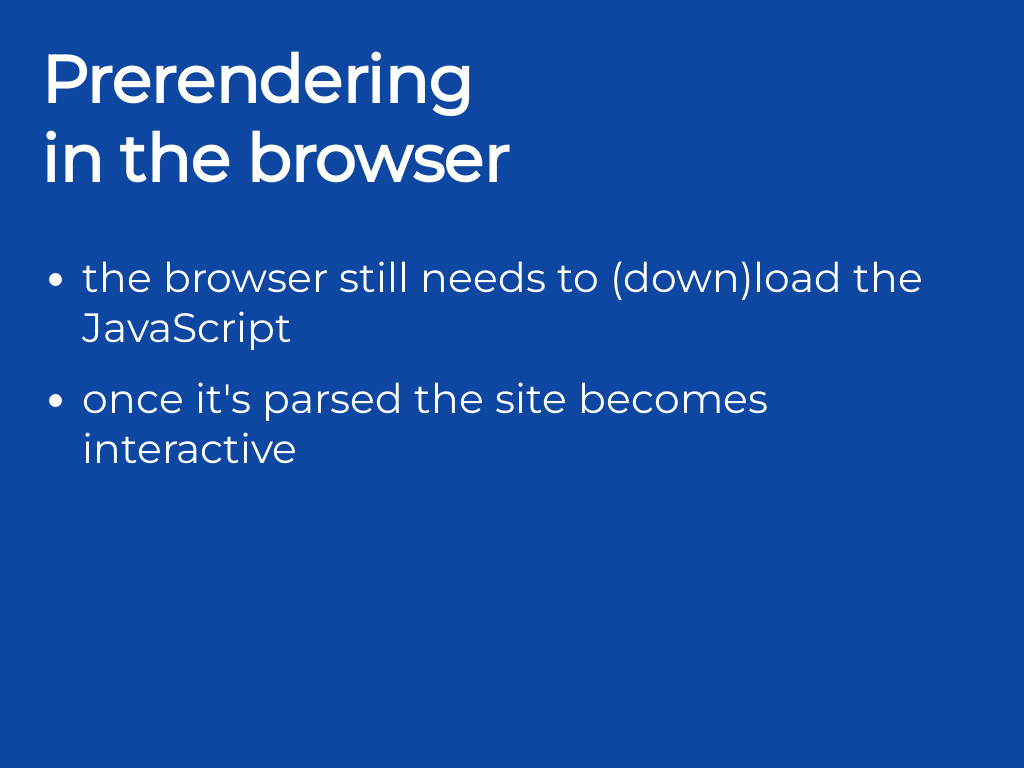 Prerendering
in the browser
• the browser still needs to (down)load the
JavaScript
• once it's parsed the site becomes
interactive